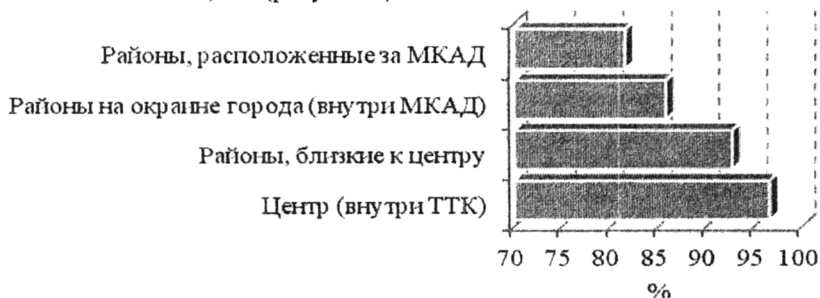 Районы, расположенные за МКАД
Районы на окраине города (внутри МКАД)
Районы, близкие к центру
Центр (внутри ТТК)
70 75 80 85 90 95 100
%